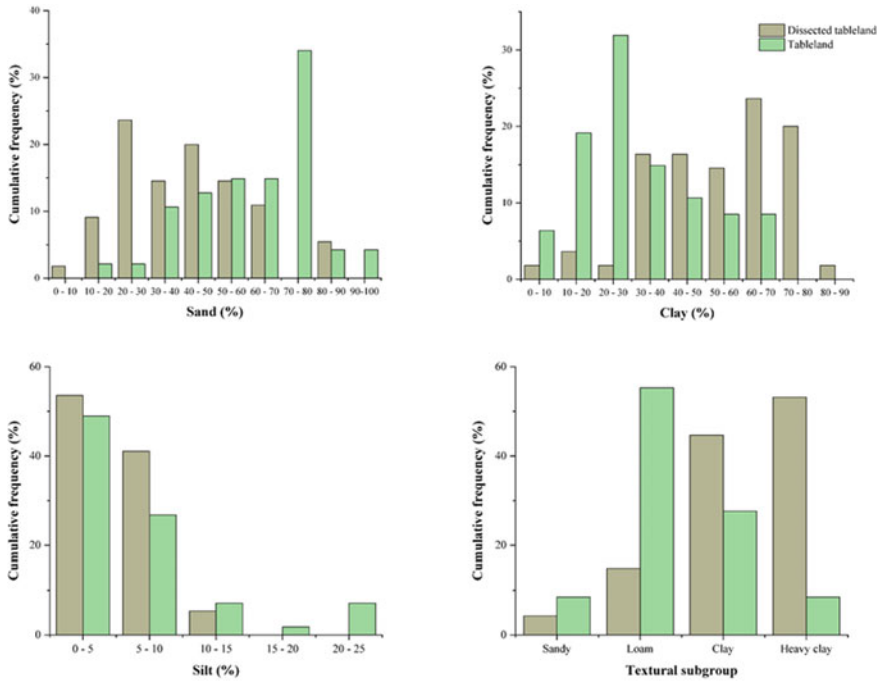 40
30
20
10
0
Cumulative frequency (%)
0 - 10 10 - 20 20 - 30 30 - 40 40 - 50 50 - 60 60 - 70 70 - 80 80 - 90 90-100
Sand (%)
Dissected tableland
Tableland
30
20
10
0
Cumulative frequency (%)
0 - 10 10 - 20 20 - 30 30 - 40 40 - 50 50 - 60 60 - 70 70 - 80 80 - 90
Clay (%)
60
40
20
0
Cumulative frequency (%)
0 - 5 5 - 10 10 - 15 15 - 20 20 - 25
Silt (%)
60
40
20
0
Cumulative frequency (%)
Sandy Loam Clay Heavy clay
Textural subgroup